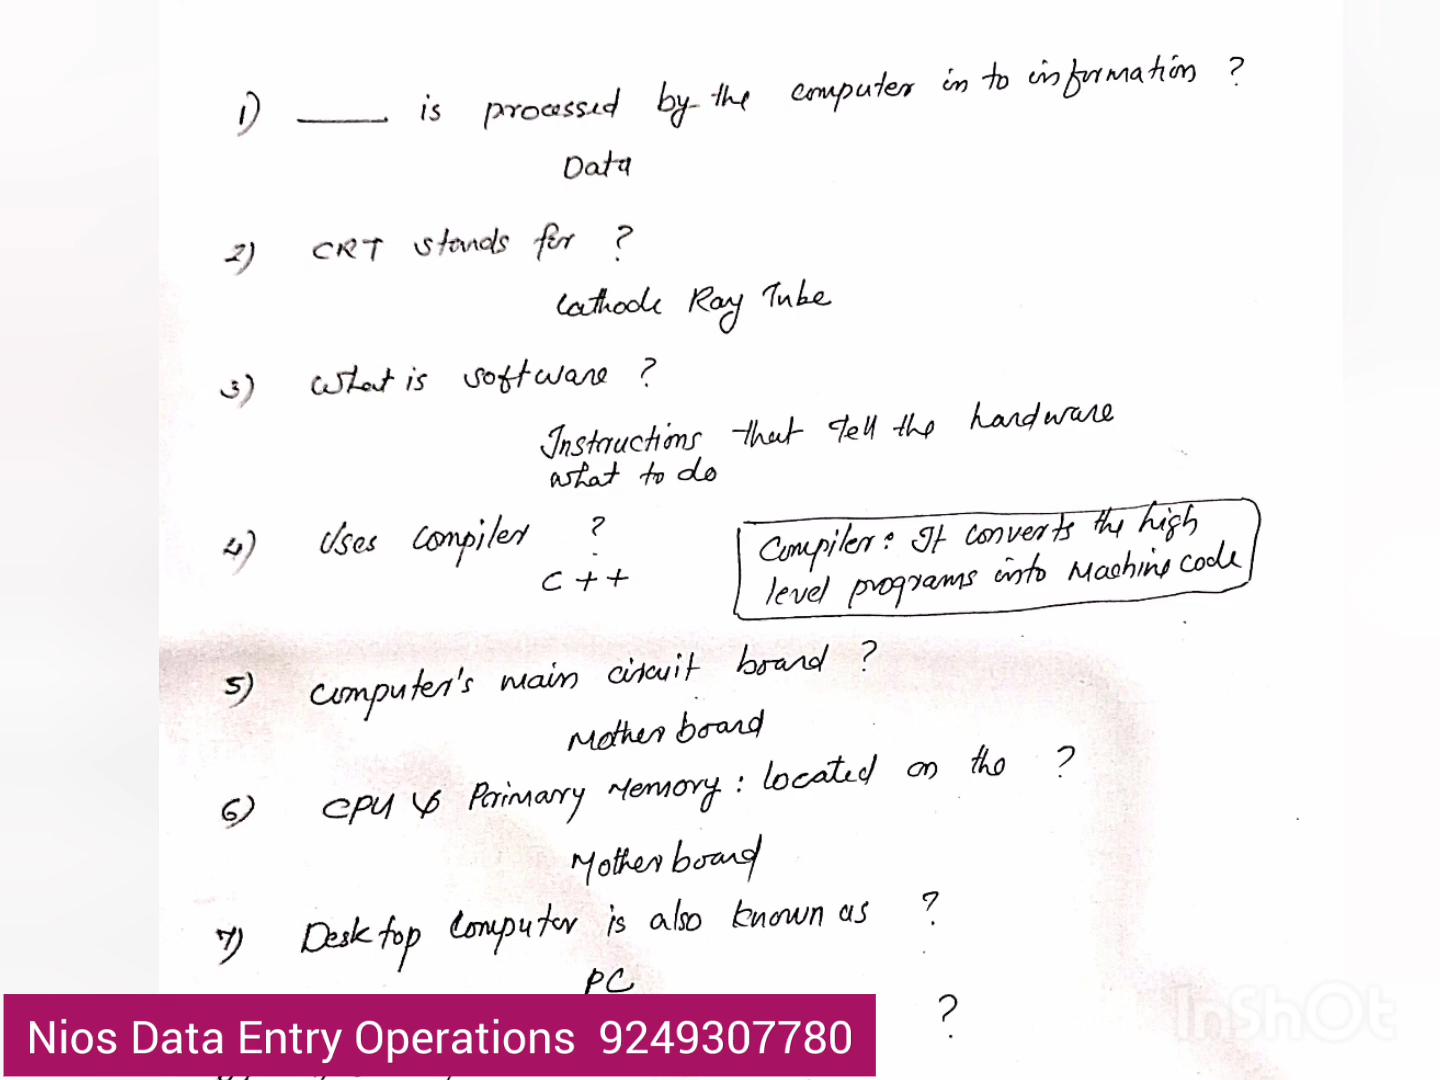 1) ____ is processed by the computer in to information ?
Data
2) CRT stands for ?
Cathode Ray Tube
3) What is software ?
Instructions that Tell the hardware
what to do
4) Uses Compiler ?
C++
Compiler: It converts the high
level programs into Machine code
5) Computer's main circuit board ?
Mother board
6) CPU & Primary Memory : located on the ?
Mother board
7) Desktop Computer is also known as ?
PC
?
Nios Data Entry Operations 9249307780
InShOt